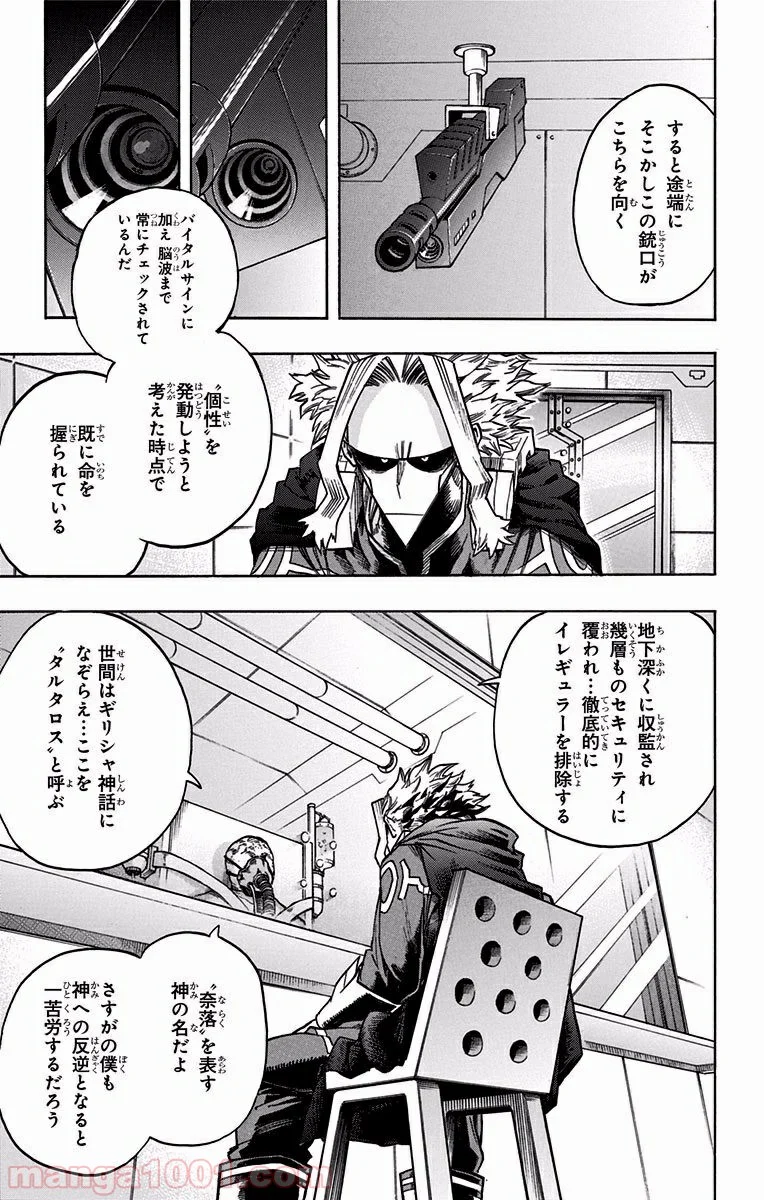 すると途端に
そこかしこの銃口が
こちらを向く
バイタルサインに
加え脳波まで
常にチェックされて
いるんだ
〝個性〟を
発動しようと
考えた時点で
既に命を
握られている
地下深くに収監され
幾層ものセキュリティに
覆われ…徹底的に
イレギュラーを排除する
世間はギリシャ神話に
なぞらえ…ここを
〝タルタロス〟と呼ぶ
〝奈落〟を表す
神の名だよ
さすがの僕も
神への反逆となると
一苦労するだろう
manga1001.com